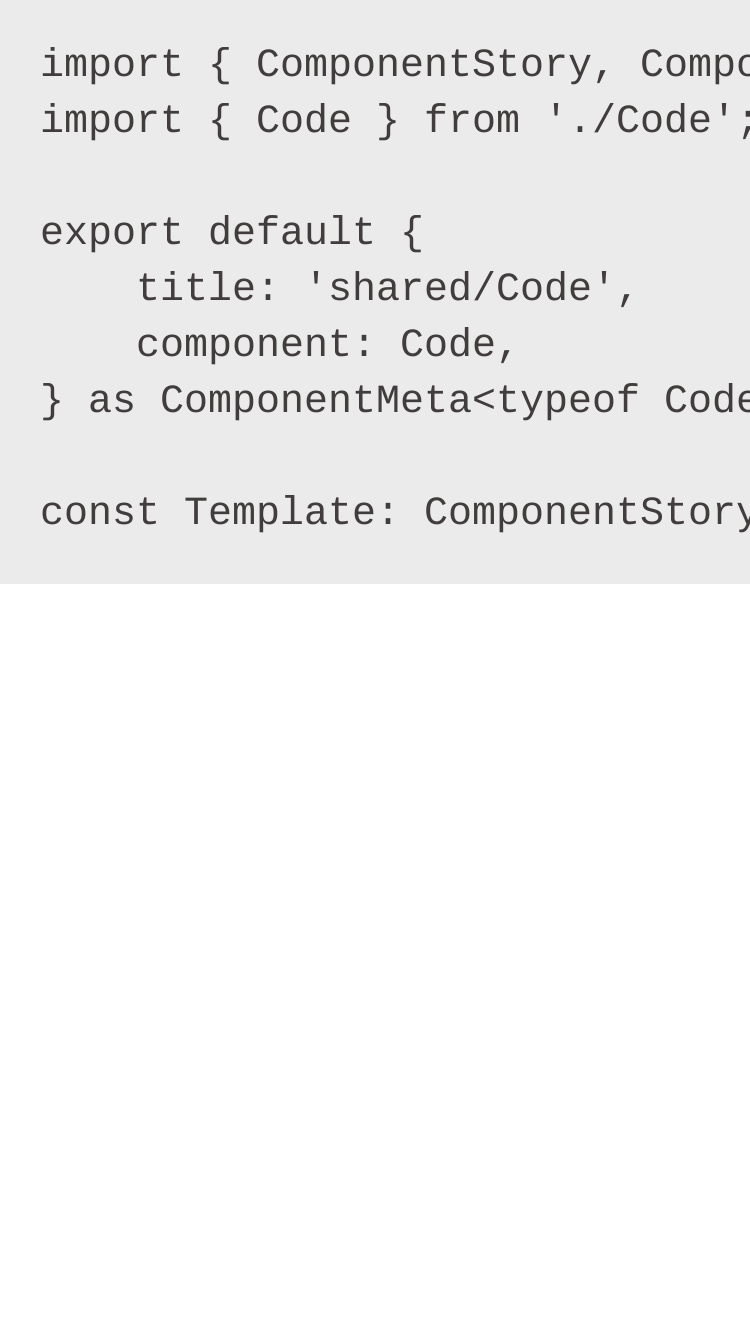 import { ComponentStory, Compo
import { Code } from './Code';

export default {
    title: 'shared/Code',
    component: Code,
} as ComponentMeta<typeof Code

const Template: ComponentStory